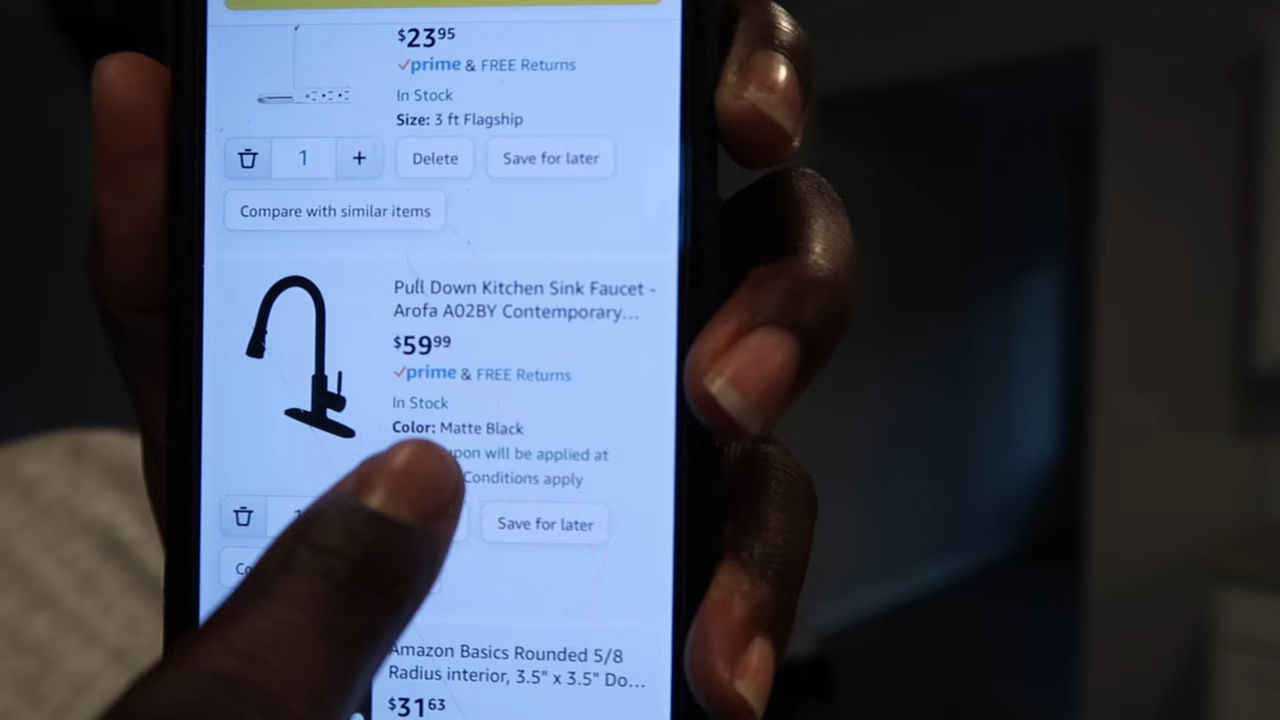 $23.95
prime & FREE Returns
In Stock
Size: 3 ft Flagship
1 + Delete Save for later
Compare with similar items
Pull Down Kitchen Sink Faucet -
Arofa A02BY Contemporary...
$59.99
prime & FREE Returns
In Stock
Color: Matte Black
will be applied at
Conditions apply
Save for later
Amazon Basics Rounded 5/8
Radius interior, 3.5" x 3.5" Do...
$31.63